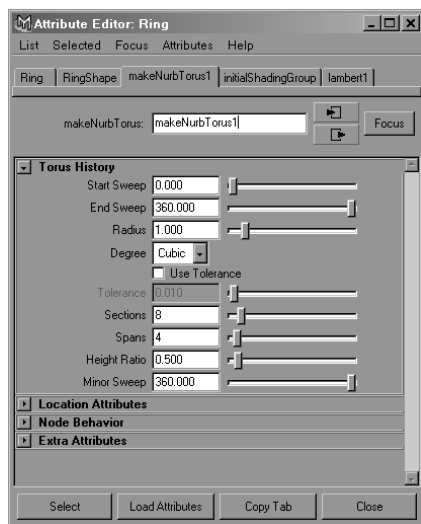 Attribute Editor: Ring
List Selected Focus Attributes Help
Ring RingShape makeNurbTorus1 initialShadingGroup lambert1
makeNurbTorus: makeNurbTorus1
Focus
Torus History
Start Sweep 0.000
End Sweep 360.000
Radius 1.000
Degree Cubic
Use Tolerance
Tolerance 0.010
Sections 8
Spans 4
Height Ratio 0.500
Minor Sweep 360.000
Location Attributes
Node Behavior
Extra Attributes
Select Load Attributes Copy Tab Close